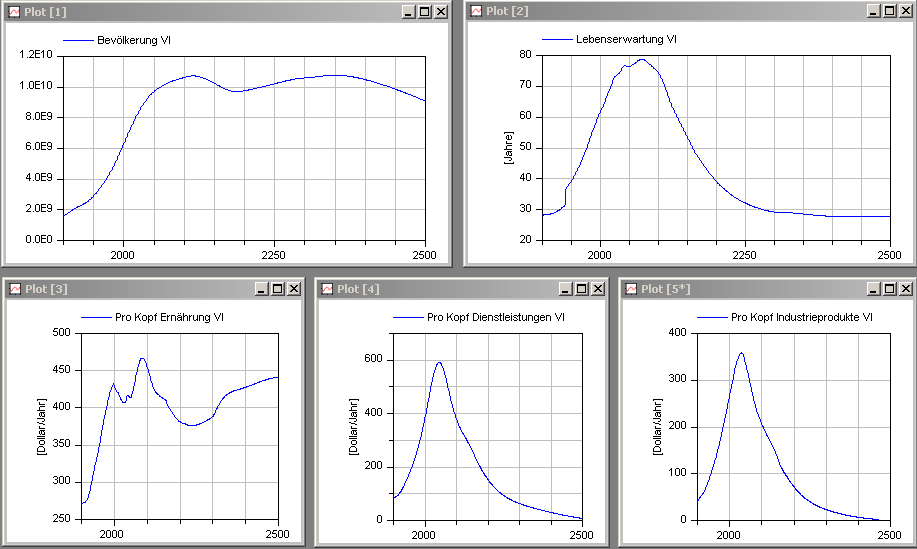 Plot [1]
Bevölkerung VI
1.2E10
1.0E10
8.0E9
6.0E9
4.0E9
2.0E9
0.0E0
2000 2250 2500
Plot [2]
Lebenserwartung VI
80
70
60
50
40
30
20
[Jahre]
2000 2250 2500
Plot [3]
Pro Kopf Ernährung VI
500
450
400
350
300
250
[Dollar/Jahr]
2000 2500
Plot [4]
Pro Kopf Dienstleistungen VI
600
400
200
0
[Dollar/Jahr]
2000 2500
Plot [5*]
Pro Kopf Industrieprodukte VI
400
300
200
100
0
[Dollar/Jahr]
2000 2500